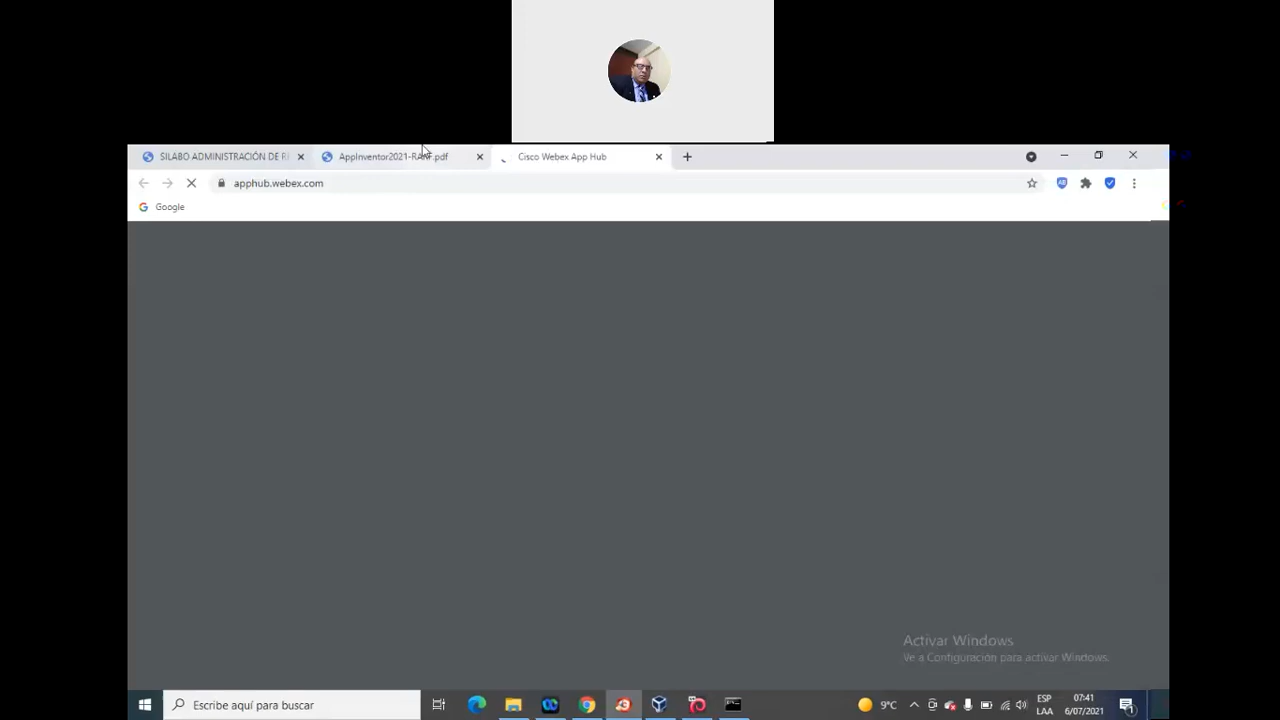 SILABO ADMINISTRACIÓN DE R
AppInventor2021-RAM.pdf
Cisco Webex App Hub
apphub.webex.com
Google
Activar Windows
Ve a Configuración para activar Windows.
Escribe aquí para buscar
9°C
ESP
LAA
07:41
6/07/2021